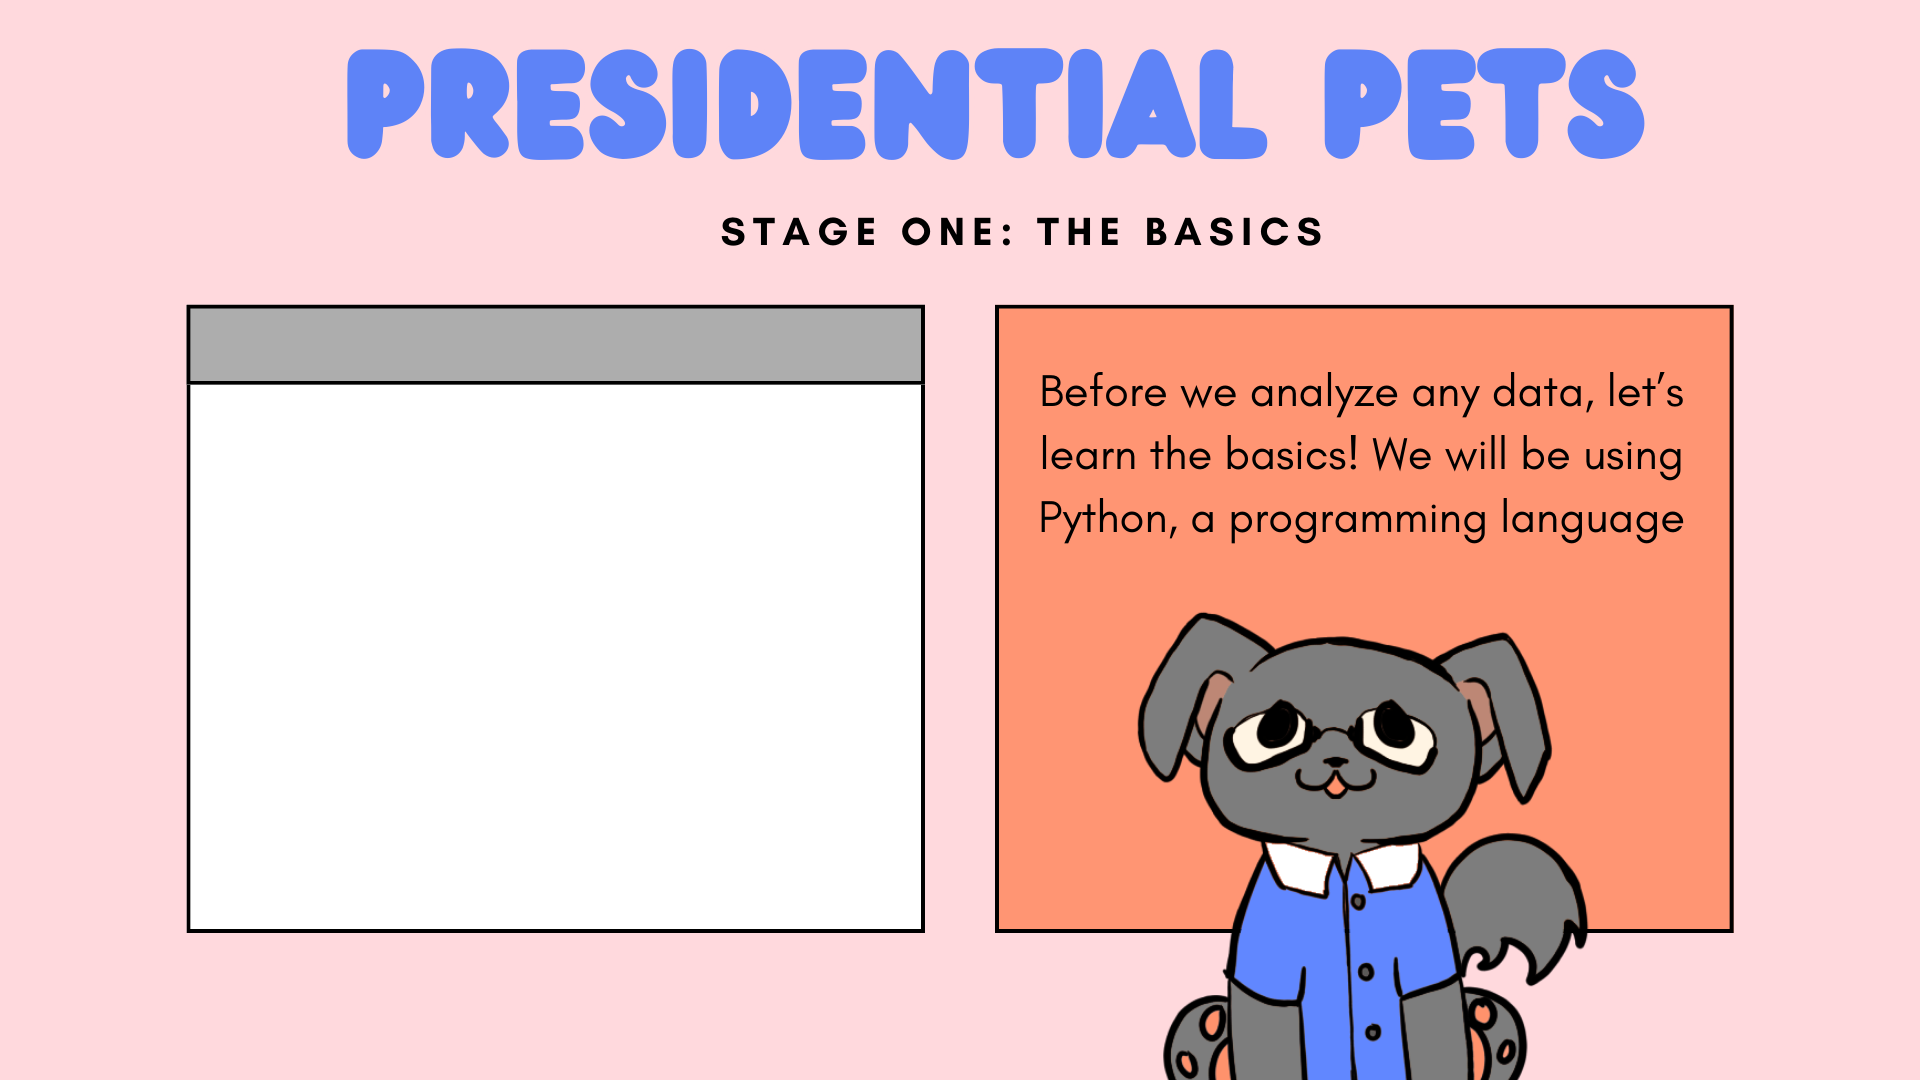 PRESIDENTIAL PETS
STAGE ONE: THE BASICS
Before we analyze any data, let’s
learn the basics! We will be using
Python, a programming language